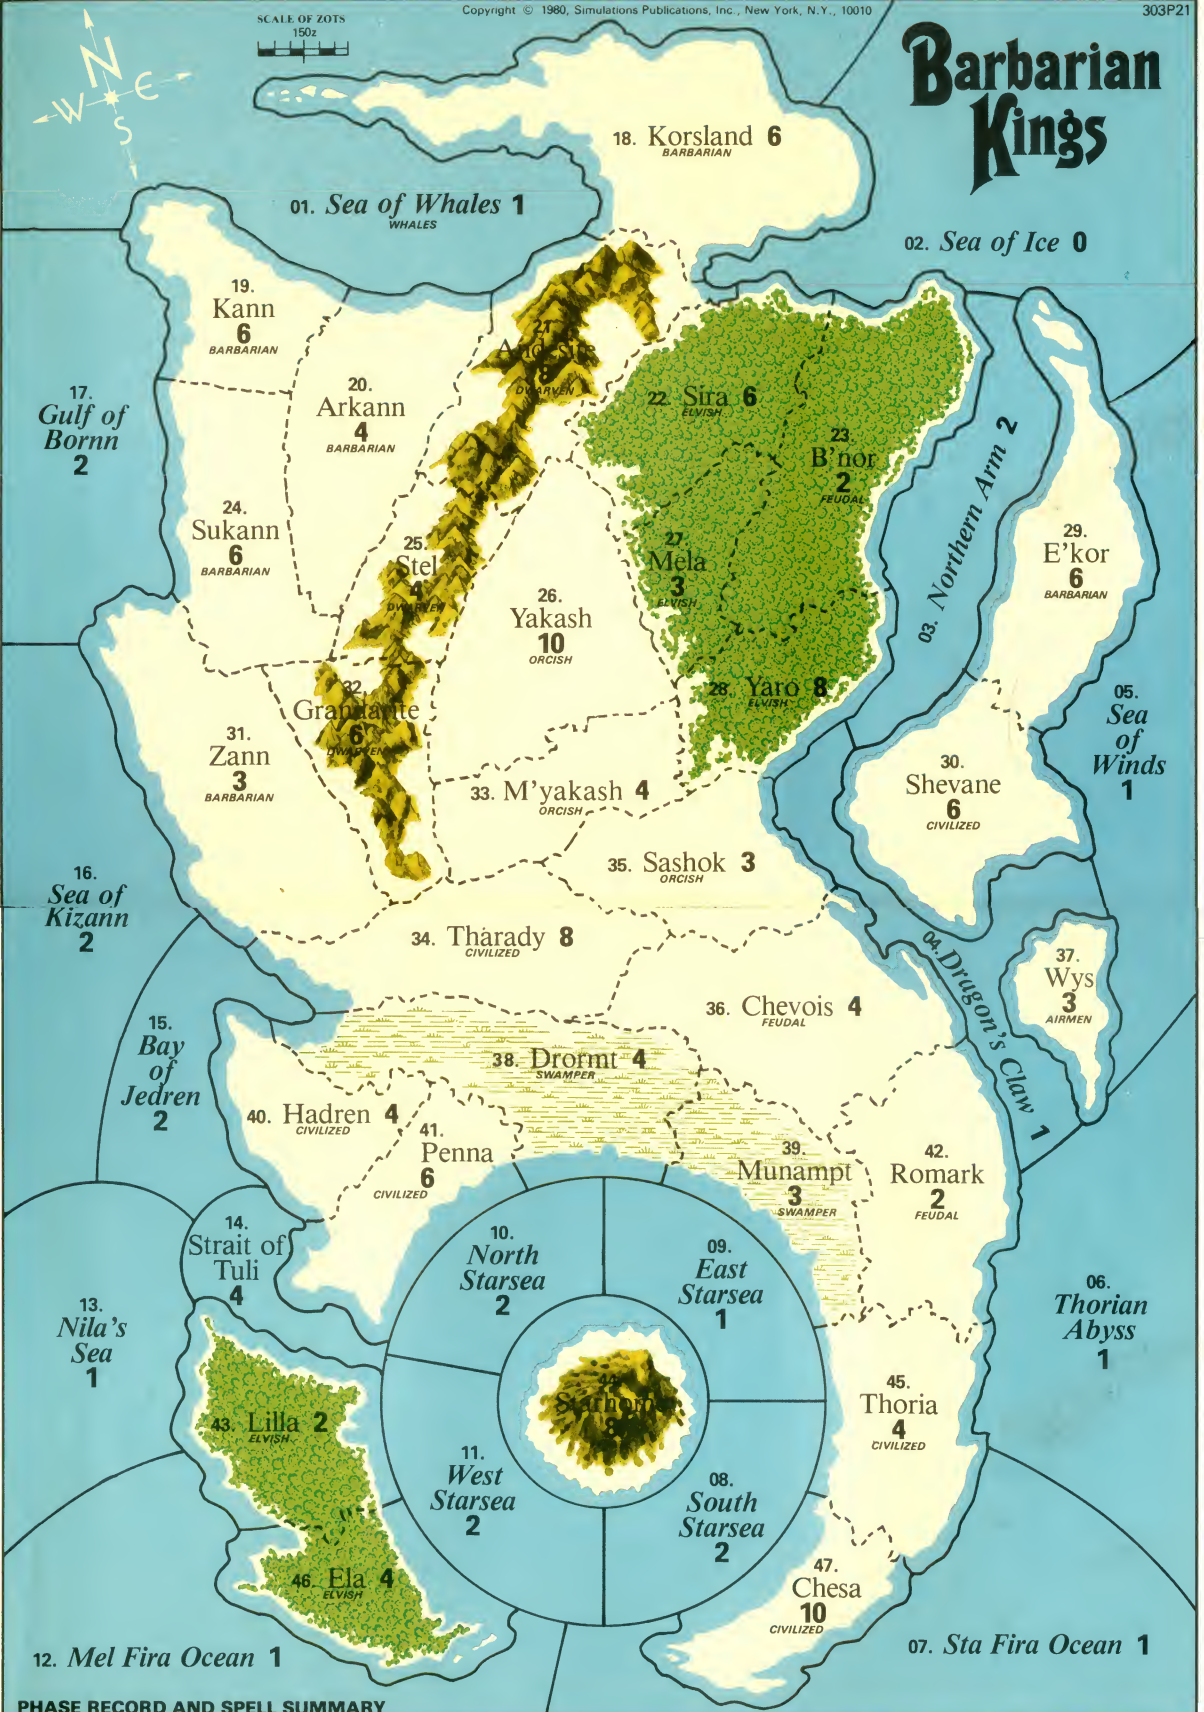 Copyright © 1980, Simulations Publications, Inc., New York, N.Y., 10010
303P21
SCALE OF ZOTS
150z
N
W E
S
Barbarian
Kings
18. Korsland 6
BARBARIAN
01. Sea of Whales 1
WHALES
02. Sea of Ice 0
19.
Kann
6
BARBARIAN
20.
Arkann
4
BARBARIAN
21.
8
DWARVEN
22. Sira 6
ELVISH
23.
B'nor
2
FEUDAL
17.
Gulf of
Bornn
2
03. Northern Arm 2
24.
Sukann
6
BARBARIAN
25.
Stel
4
DWARVEN
26.
Yakash
10
ORCISH
27.
Mela
3
ELVISH
29.
E'kor
6
BARBARIAN
28. Yaro 8
ELVISH
05.
Sea
of
Winds
1
31.
Zann
3
BARBARIAN
32.
Grandarite
6
DWARVEN
33. M'yakash 4
ORCISH
30.
Shevane
6
CIVILIZED
35. Sashok 3
ORCISH
16.
Sea of
Kizann
2
34. Tharady 8
CIVILIZED
04. Dragon's Claw 1
37.
Wys
3
AIRMEN
36. Chevois 4
FEUDAL
15.
Bay
of
Jedren
2
38. Drormt 4
SWAMPER
40. Hadren 4
CIVILIZED
41.
Penna
6
CIVILIZED
39.
Munampt
3
SWAMPER
42.
Romark
2
FEUDAL
14.
Strait of
Tuli
4
10.
North
Starsea
2
09.
East
Starsea
1
06.
Thorian
Abyss
1
13.
Nila's
Sea
1
44.
Starhome
8
45.
Thoria
4
CIVILIZED
43. Lilla 2
ELVISH
11.
West
Starsea
2
08.
South
Starsea
2
46. Ela 4
ELVISH
47.
Chesa
10
CIVILIZED
12. Mel Fira Ocean 1
07. Sta Fira Ocean 1
PHASE RECORD AND SPELL SUMMARY